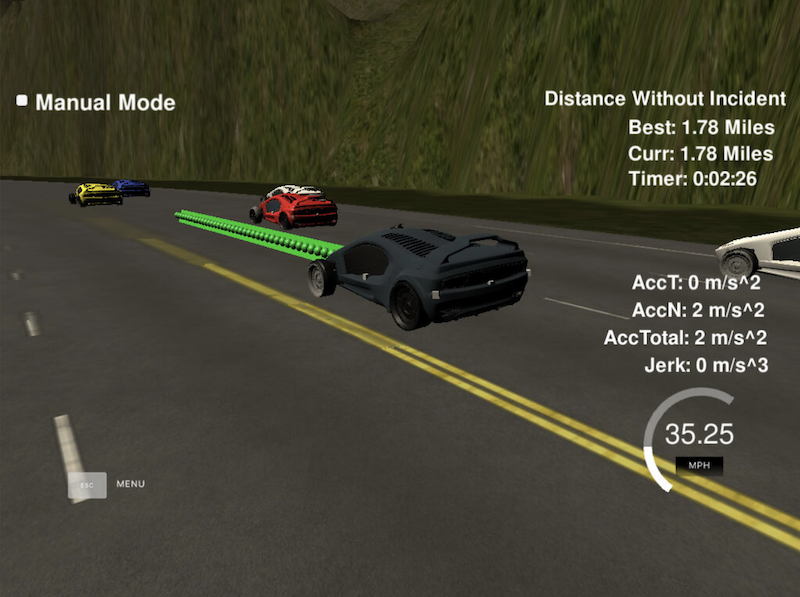 Manual Mode
Distance Without Incident
Best: 1.78 Miles
Curr: 1.78 Miles
Timer: 0:02:26
AccT: 0 m/s^2
AccN: 2 m/s^2
AccTotal: 2 m/s^2
Jerk: 0 m/s^3
35.25
MPH
ESC
MENU